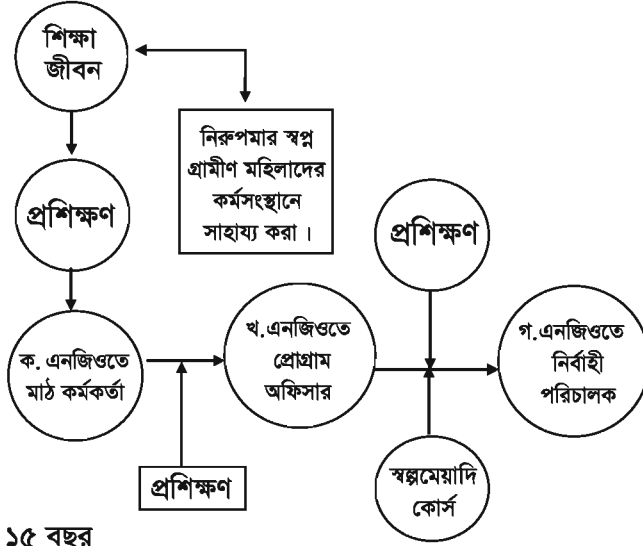 শিক্ষা
জীবন
নিরুপমার স্বপ্ন
গ্রামীণ মহিলাদের
কর্মসংস্থানে
সাহায্য করা ।
প্রশিক্ষণ
প্রশিক্ষণ
ক. এনজিওতে
মাঠ কর্মকর্তা
খ.এনজিওতে
প্রোগ্রাম
অফিসার
গ.এনজিওতে
নির্বাহী
পরিচালক
প্রশিক্ষণ
স্বল্পমেয়াদি
কোর্স
১৫ বছর